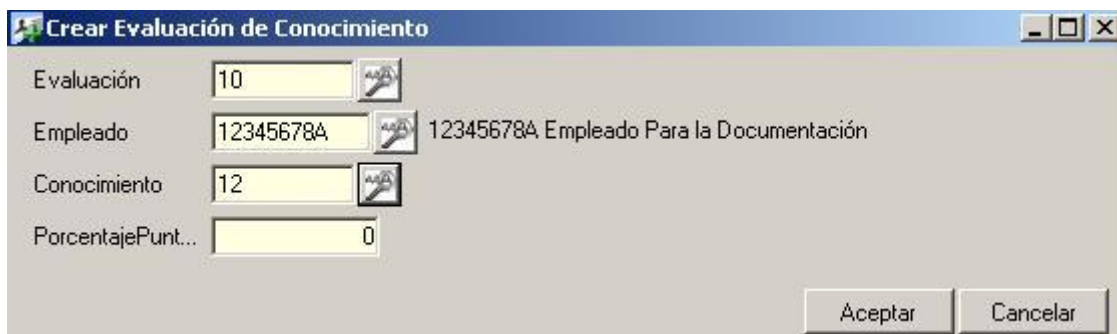 Crear Evaluación de Conocimiento
Evaluación 10
Empleado 12345678A 12345678A Empleado Para la Documentación
Conocimiento 12
PorcentajePunt... 0
Aceptar Cancelar